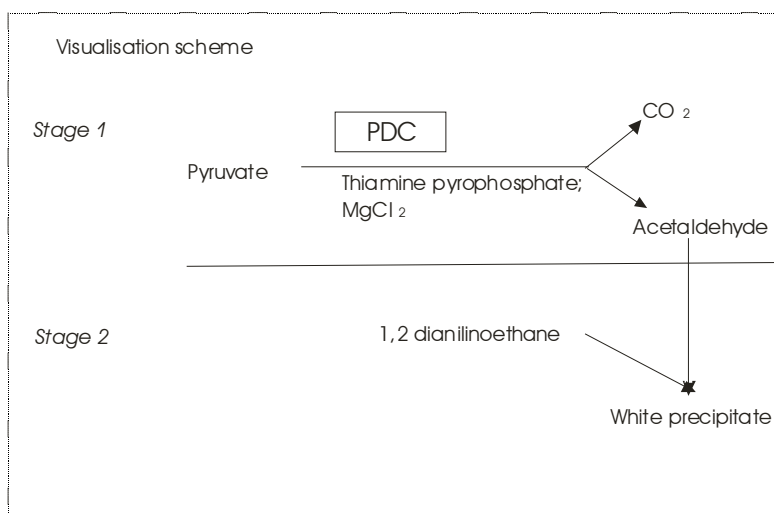 Visualisation scheme
Stage 1
PDC
CO 2
Pyruvate
Thiamine pyrophosphate;
MgCl 2
Acetaldehyde
Stage 2
1,2 dianilinoethane
White precipitate